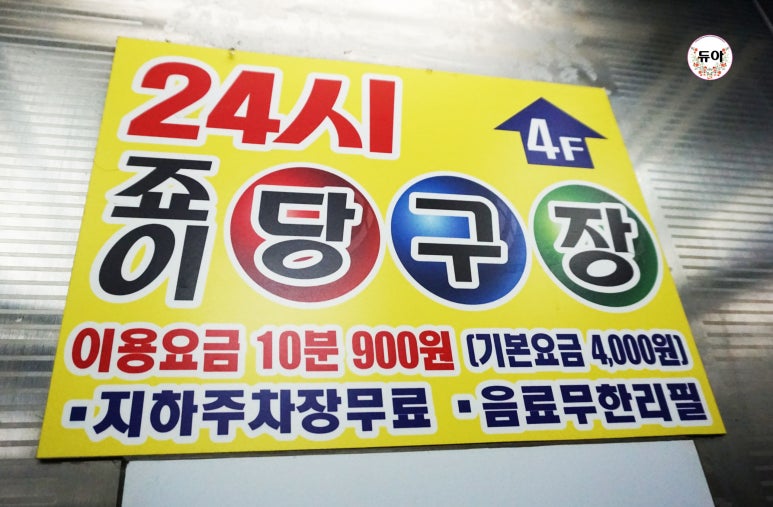 듀아
24시
4F
죠이 당구장
이용요금 10분 900원 (기본요금 4,000원)
·지하주차장무료 ·음료무한리필